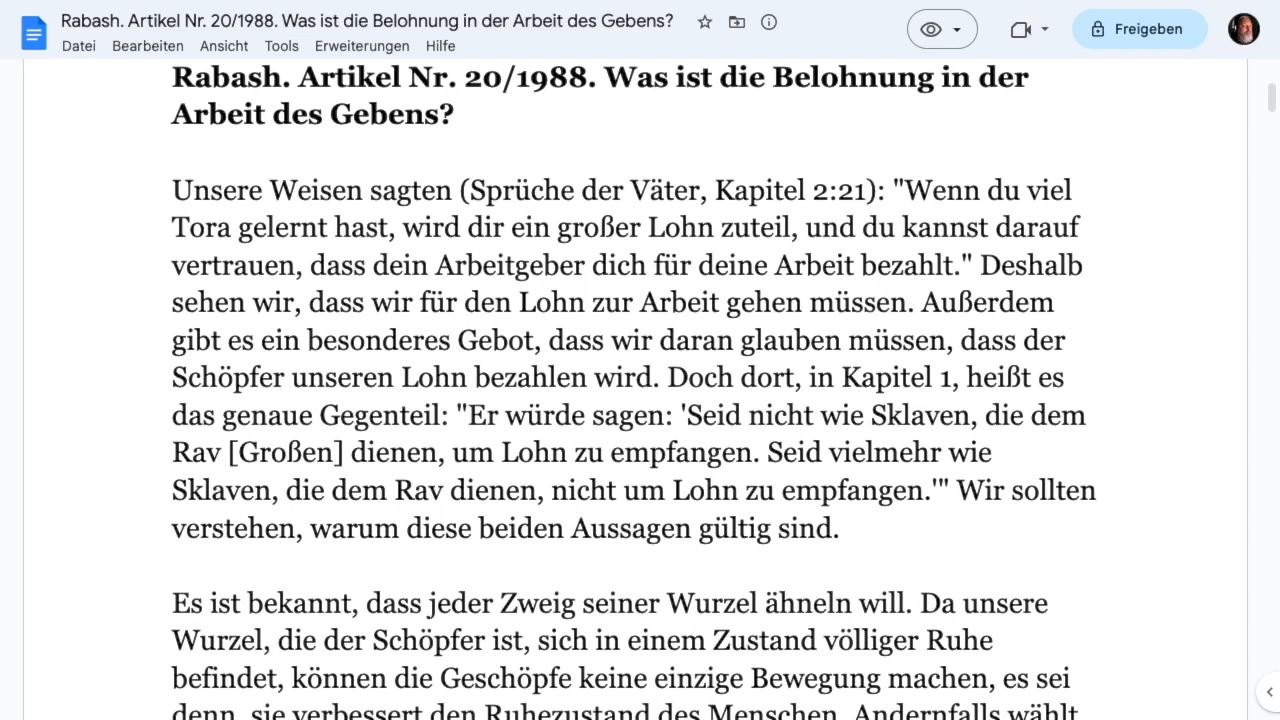 Rabash. Artikel Nr. 20/1988. Was ist die Belohnung in der Arbeit des Gebens?
Datei Bearbeiten Ansicht Tools Erweiterungen Hilfe
Freigeben
Rabash. Artikel Nr. 20/1988. Was ist die Belohnung in der
Arbeit des Gebens?
Unsere Weisen sagten (Sprüche der Väter, Kapitel 2:21): "Wenn du viel
Tora gelernt hast, wird dir ein großer Lohn zuteil, und du kannst darauf
vertrauen, dass dein Arbeitgeber dich für deine Arbeit bezahlt." Deshalb
sehen wir, dass wir für den Lohn zur Arbeit gehen müssen. Außerdem
gibt es ein besonderes Gebot, dass wir daran glauben müssen, dass der
Schöpfer unseren Lohn bezahlen wird. Doch dort, in Kapitel 1, heißt es
das genaue Gegenteil: "Er würde sagen: 'Seid nicht wie Sklaven, die dem
Rav [Großen] dienen, um Lohn zu empfangen. Seid vielmehr wie
Sklaven, die dem Rav dienen, nicht um Lohn zu empfangen.'" Wir sollten
verstehen, warum diese beiden Aussagen gültig sind.
Es ist bekannt, dass jeder Zweig seiner Wurzel ähneln will. Da unsere
Wurzel, die der Schöpfer ist, sich in einem Zustand völliger Ruhe
befindet, können die Geschöpfe keine einzige Bewegung machen, es sei
denn, sie verbessert den Ruhezustand des Menschen. Andernfalls wählt